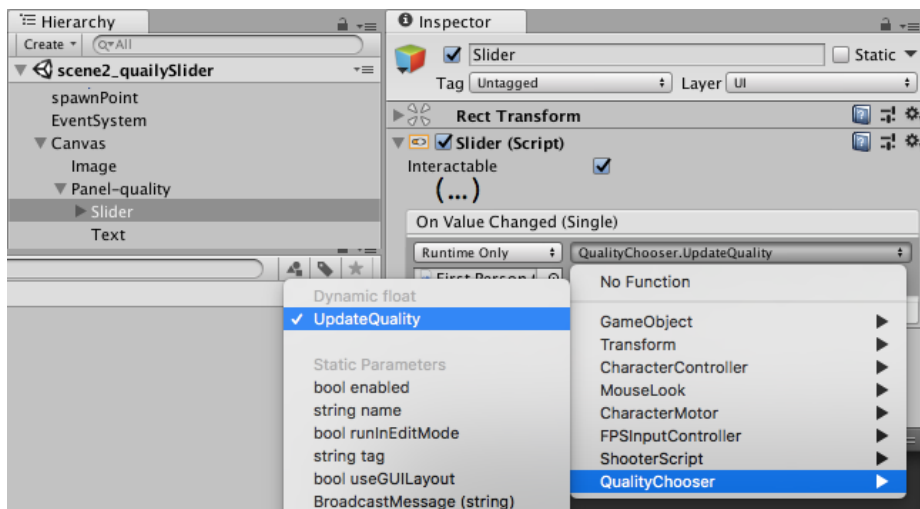 Hierarchy
Create
Q▾All
scene2_quailySlider
spawnPoint
EventSystem
Canvas
Image
Panel-quality
Slider
Text
Inspector
Slider
Static
Tag Untagged
Layer UI
Rect Transform
Slider (Script)
Interactable
(...)
On Value Changed (Single)
Runtime Only
QualityChooser.UpdateQuality
First Person
No Function
GameObject
Transform
CharacterController
MouseLook
CharacterMotor
FPSInputController
ShooterScript
QualityChooser
Dynamic float
✓ UpdateQuality
Static Parameters
bool enabled
string name
bool runInEditMode
string tag
bool useGUILayout
BroadcastMessage (string)